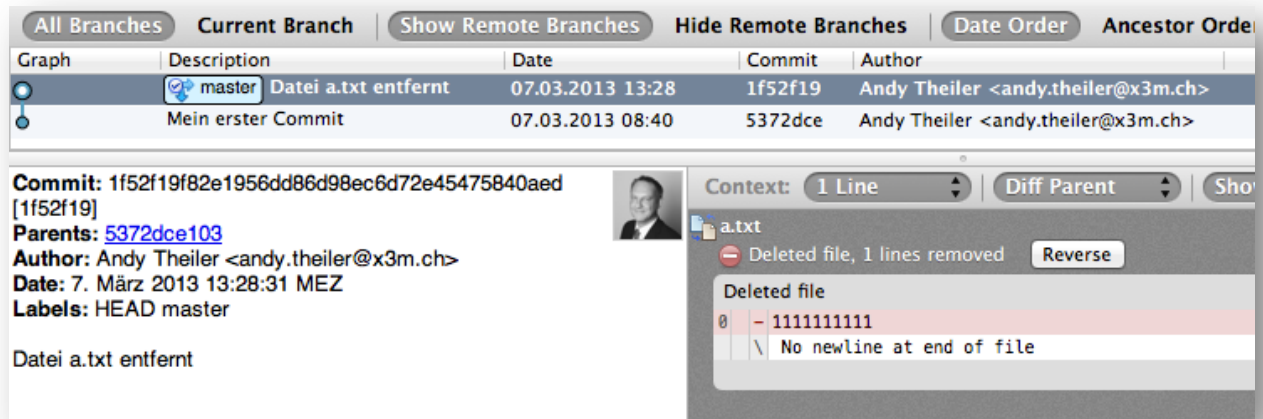 All Branches Current Branch Show Remote Branches Hide Remote Branches Date Order Ancestor Orde
Graph Description Date Commit Author
master Datei a.txt entfernt 07.03.2013 13:28 1f52f19 Andy Theiler <andy.theiler@x3m.ch>
Mein erster Commit 07.03.2013 08:40 5372dce Andy Theiler <andy.theiler@x3m.ch>
Commit: 1f52f19f82e1956dd86d98ec6d72e45475840aed
[1f52f19]
Parents: 5372dce103
Author: Andy Theiler <andy.theiler@x3m.ch>
Date: 7. März 2013 13:28:31 MEZ
Labels: HEAD master
Datei a.txt entfernt
Context: 1 Line Diff Parent Sho
a.txt
Deleted file, 1 lines removed Reverse
Deleted file
0 - 1111111111
\ No newline at end of file